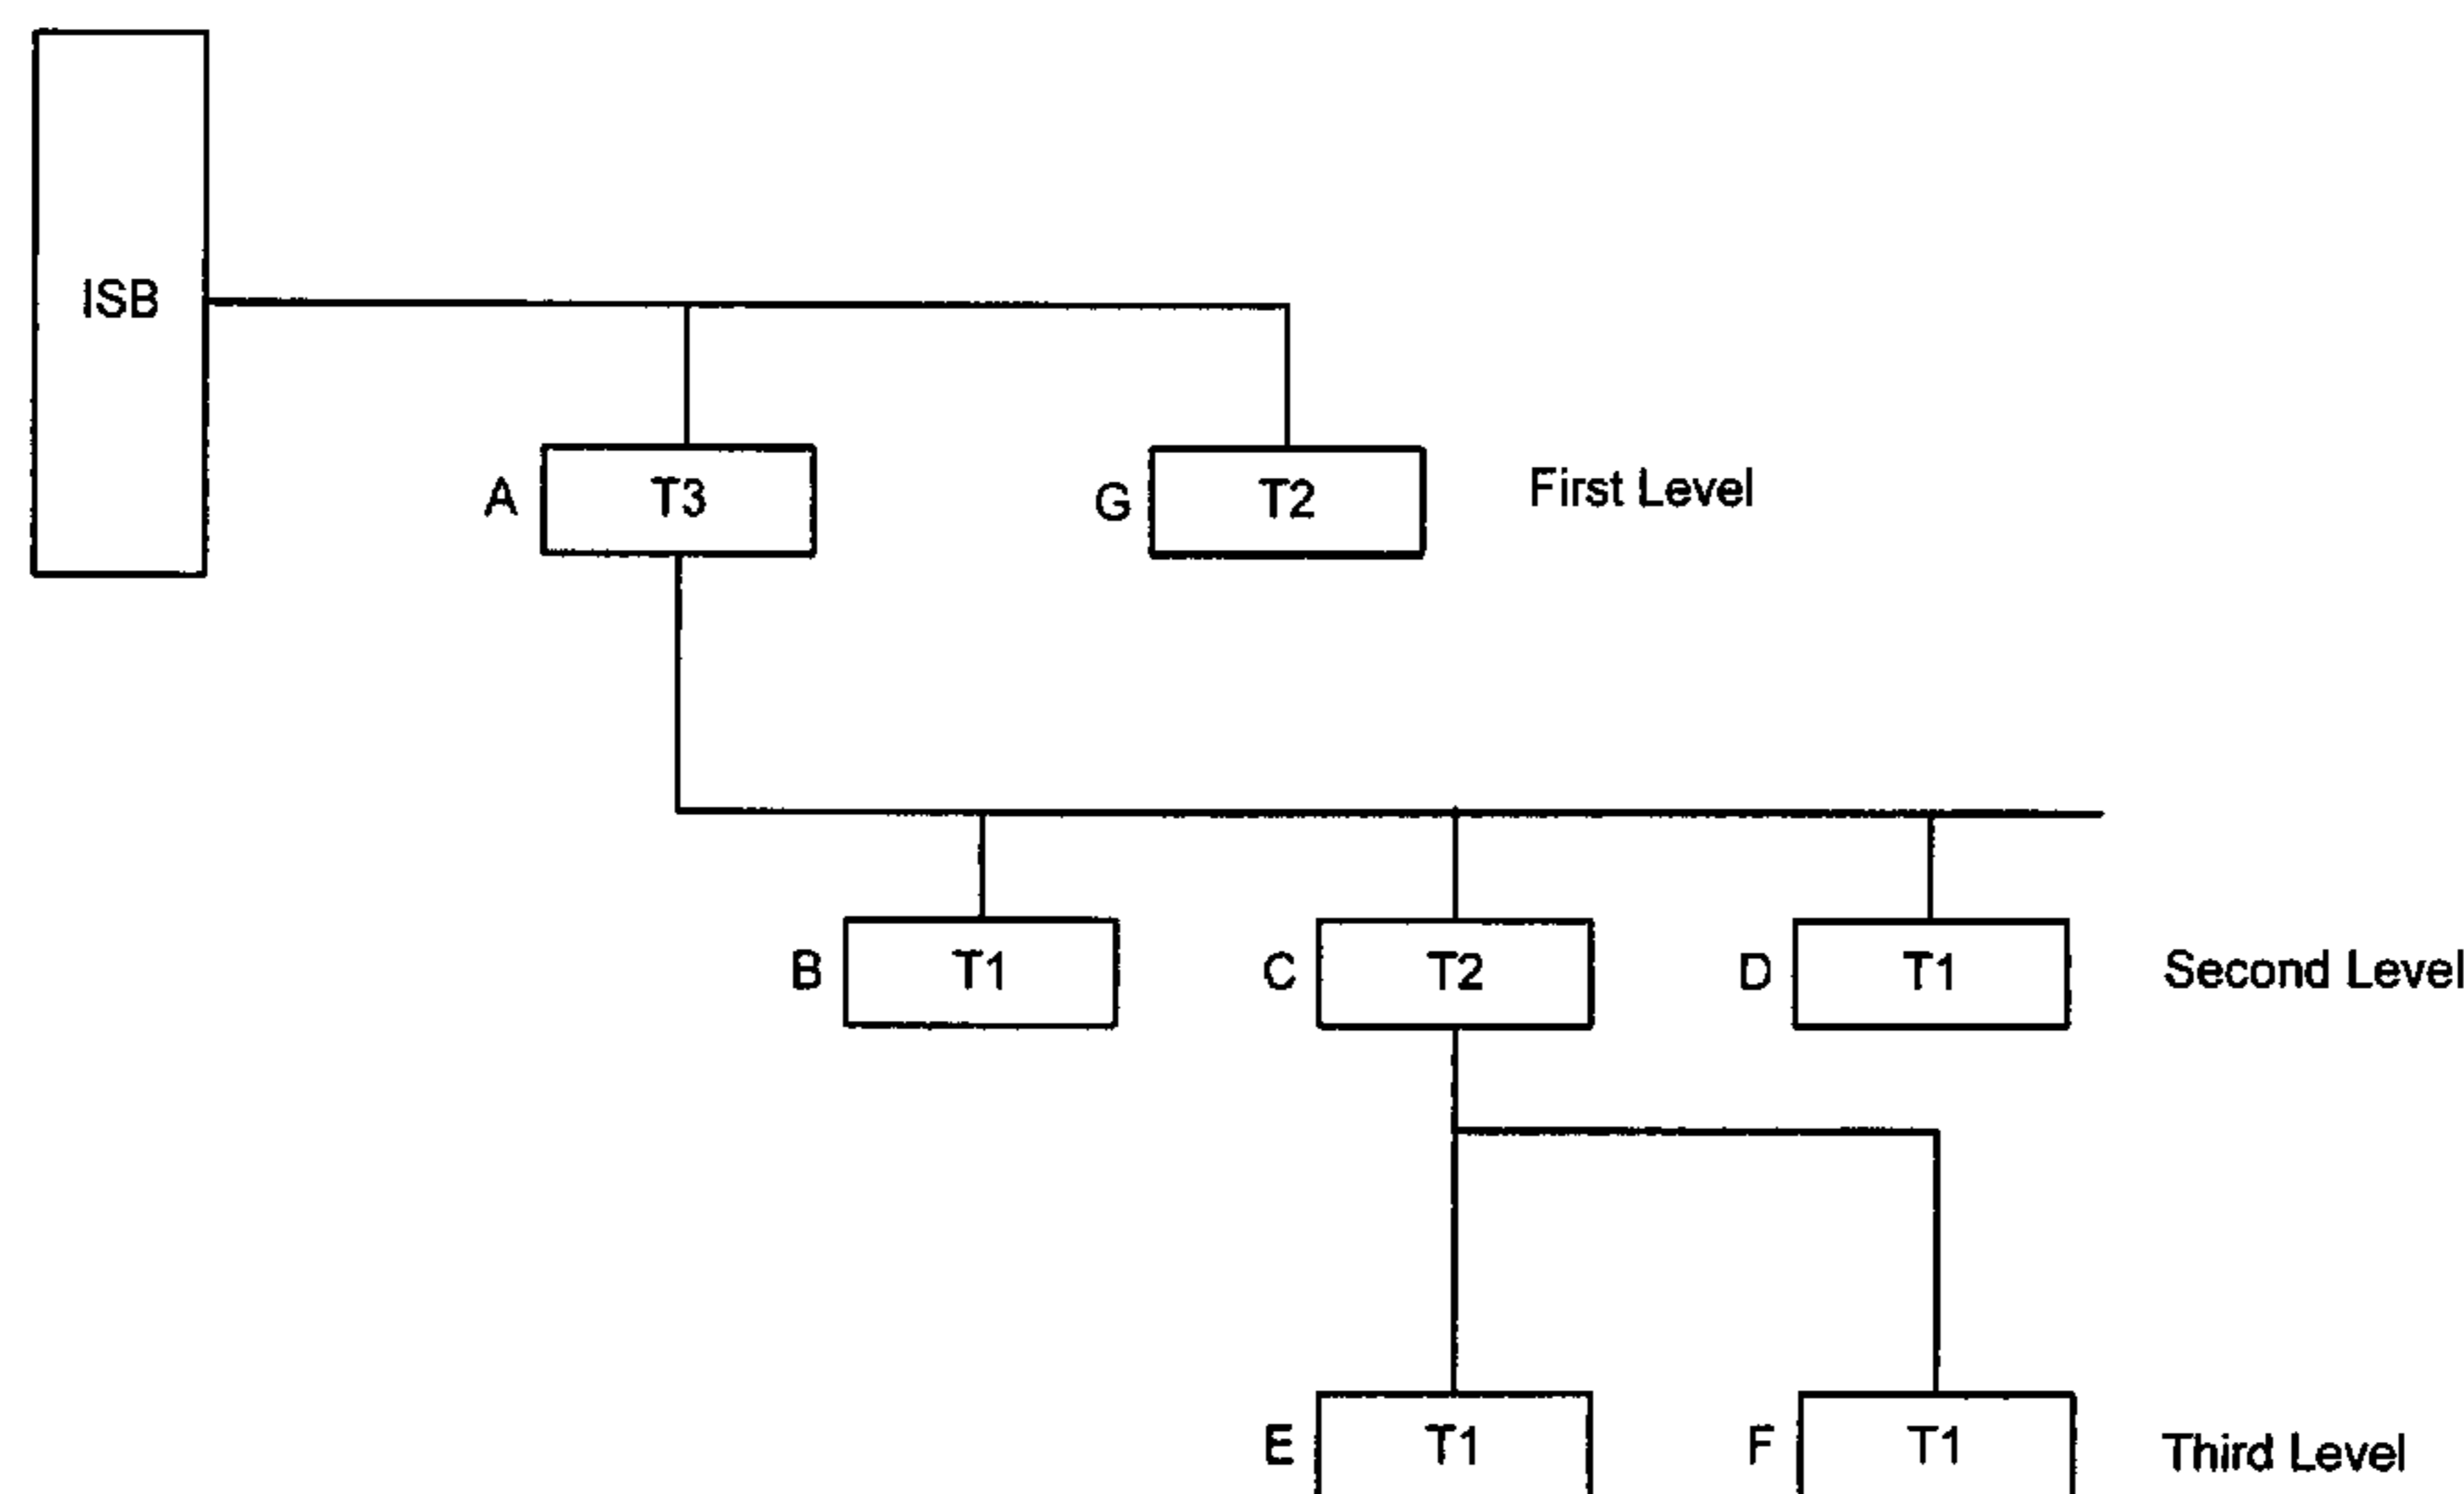 ISB
A T3 G T2 First Level
B T1 C T2 D T1 Second Level
E T1 F T1 Third Level